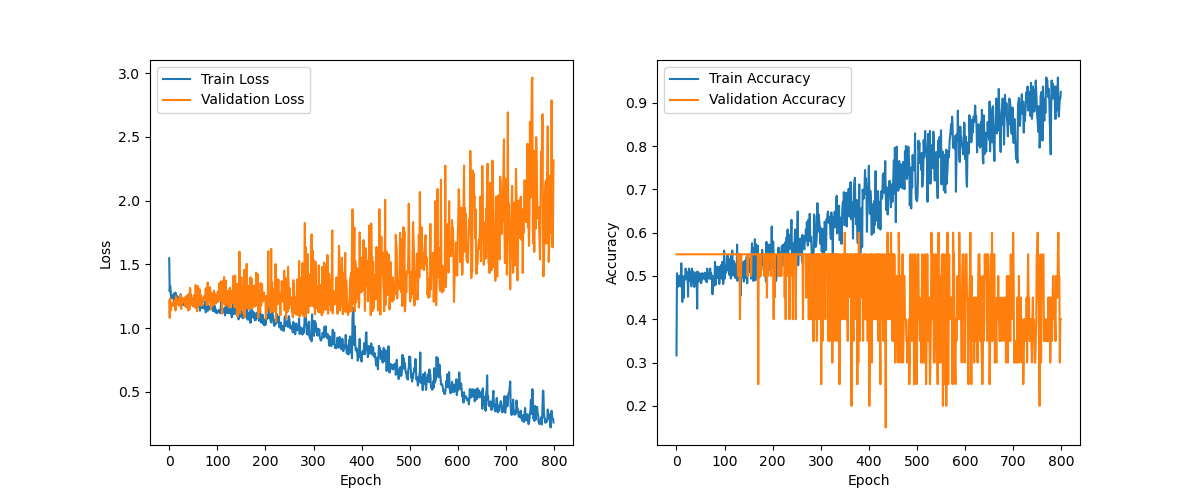 Train Loss
Validation Loss
3.0
2.5
2.0
1.5
1.0
0.5
Loss
0 100 200 300 400 500 600 700 800
Epoch
Train Accuracy
Validation Accuracy
0.9
0.8
0.7
0.6
0.5
0.4
0.3
0.2
Accuracy
0 100 200 300 400 500 600 700 800
Epoch